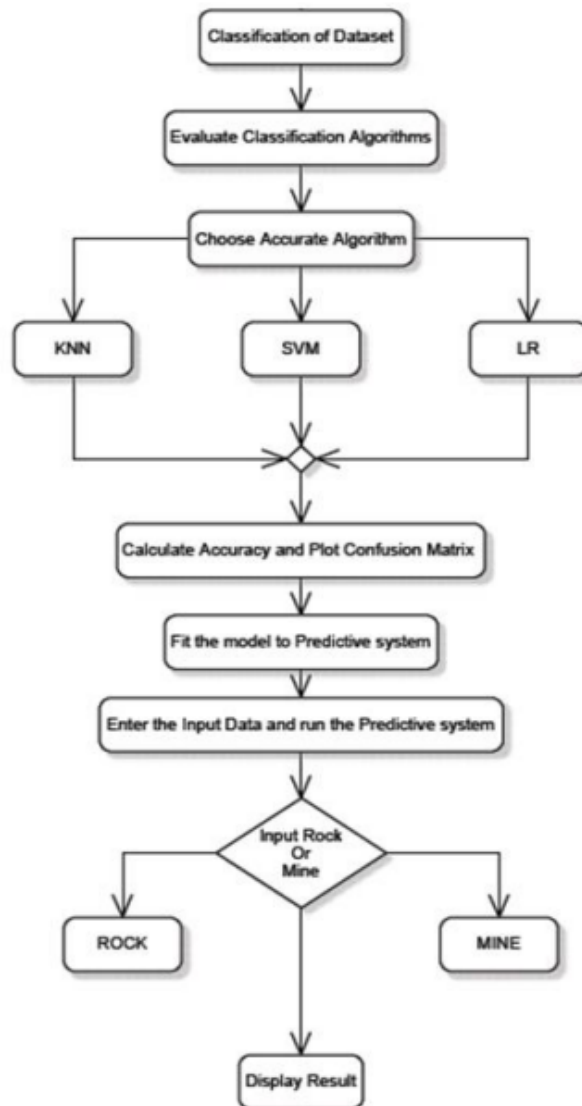 Classification of Dataset
Evaluate Classification Algorithms
Choose Accurate Algorithm
KNN
SVM
LR
Calculate Accuracy and Plot Confusion Matrix
Fit the model to Predictive system
Enter the Input Data and run the Predictive system
Input Rock
Or
Mine
ROCK
MINE
Display Result